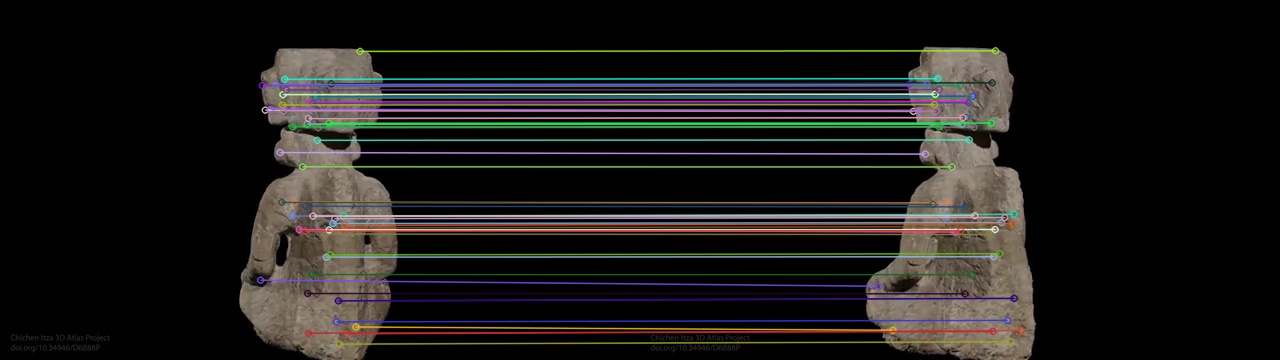 Chichen Itza 3D Atlas Project
doi.org/10.34946/D6B88P
Chichen Itza 3D Atlas Project
doi.org/10.34946/D6B88P